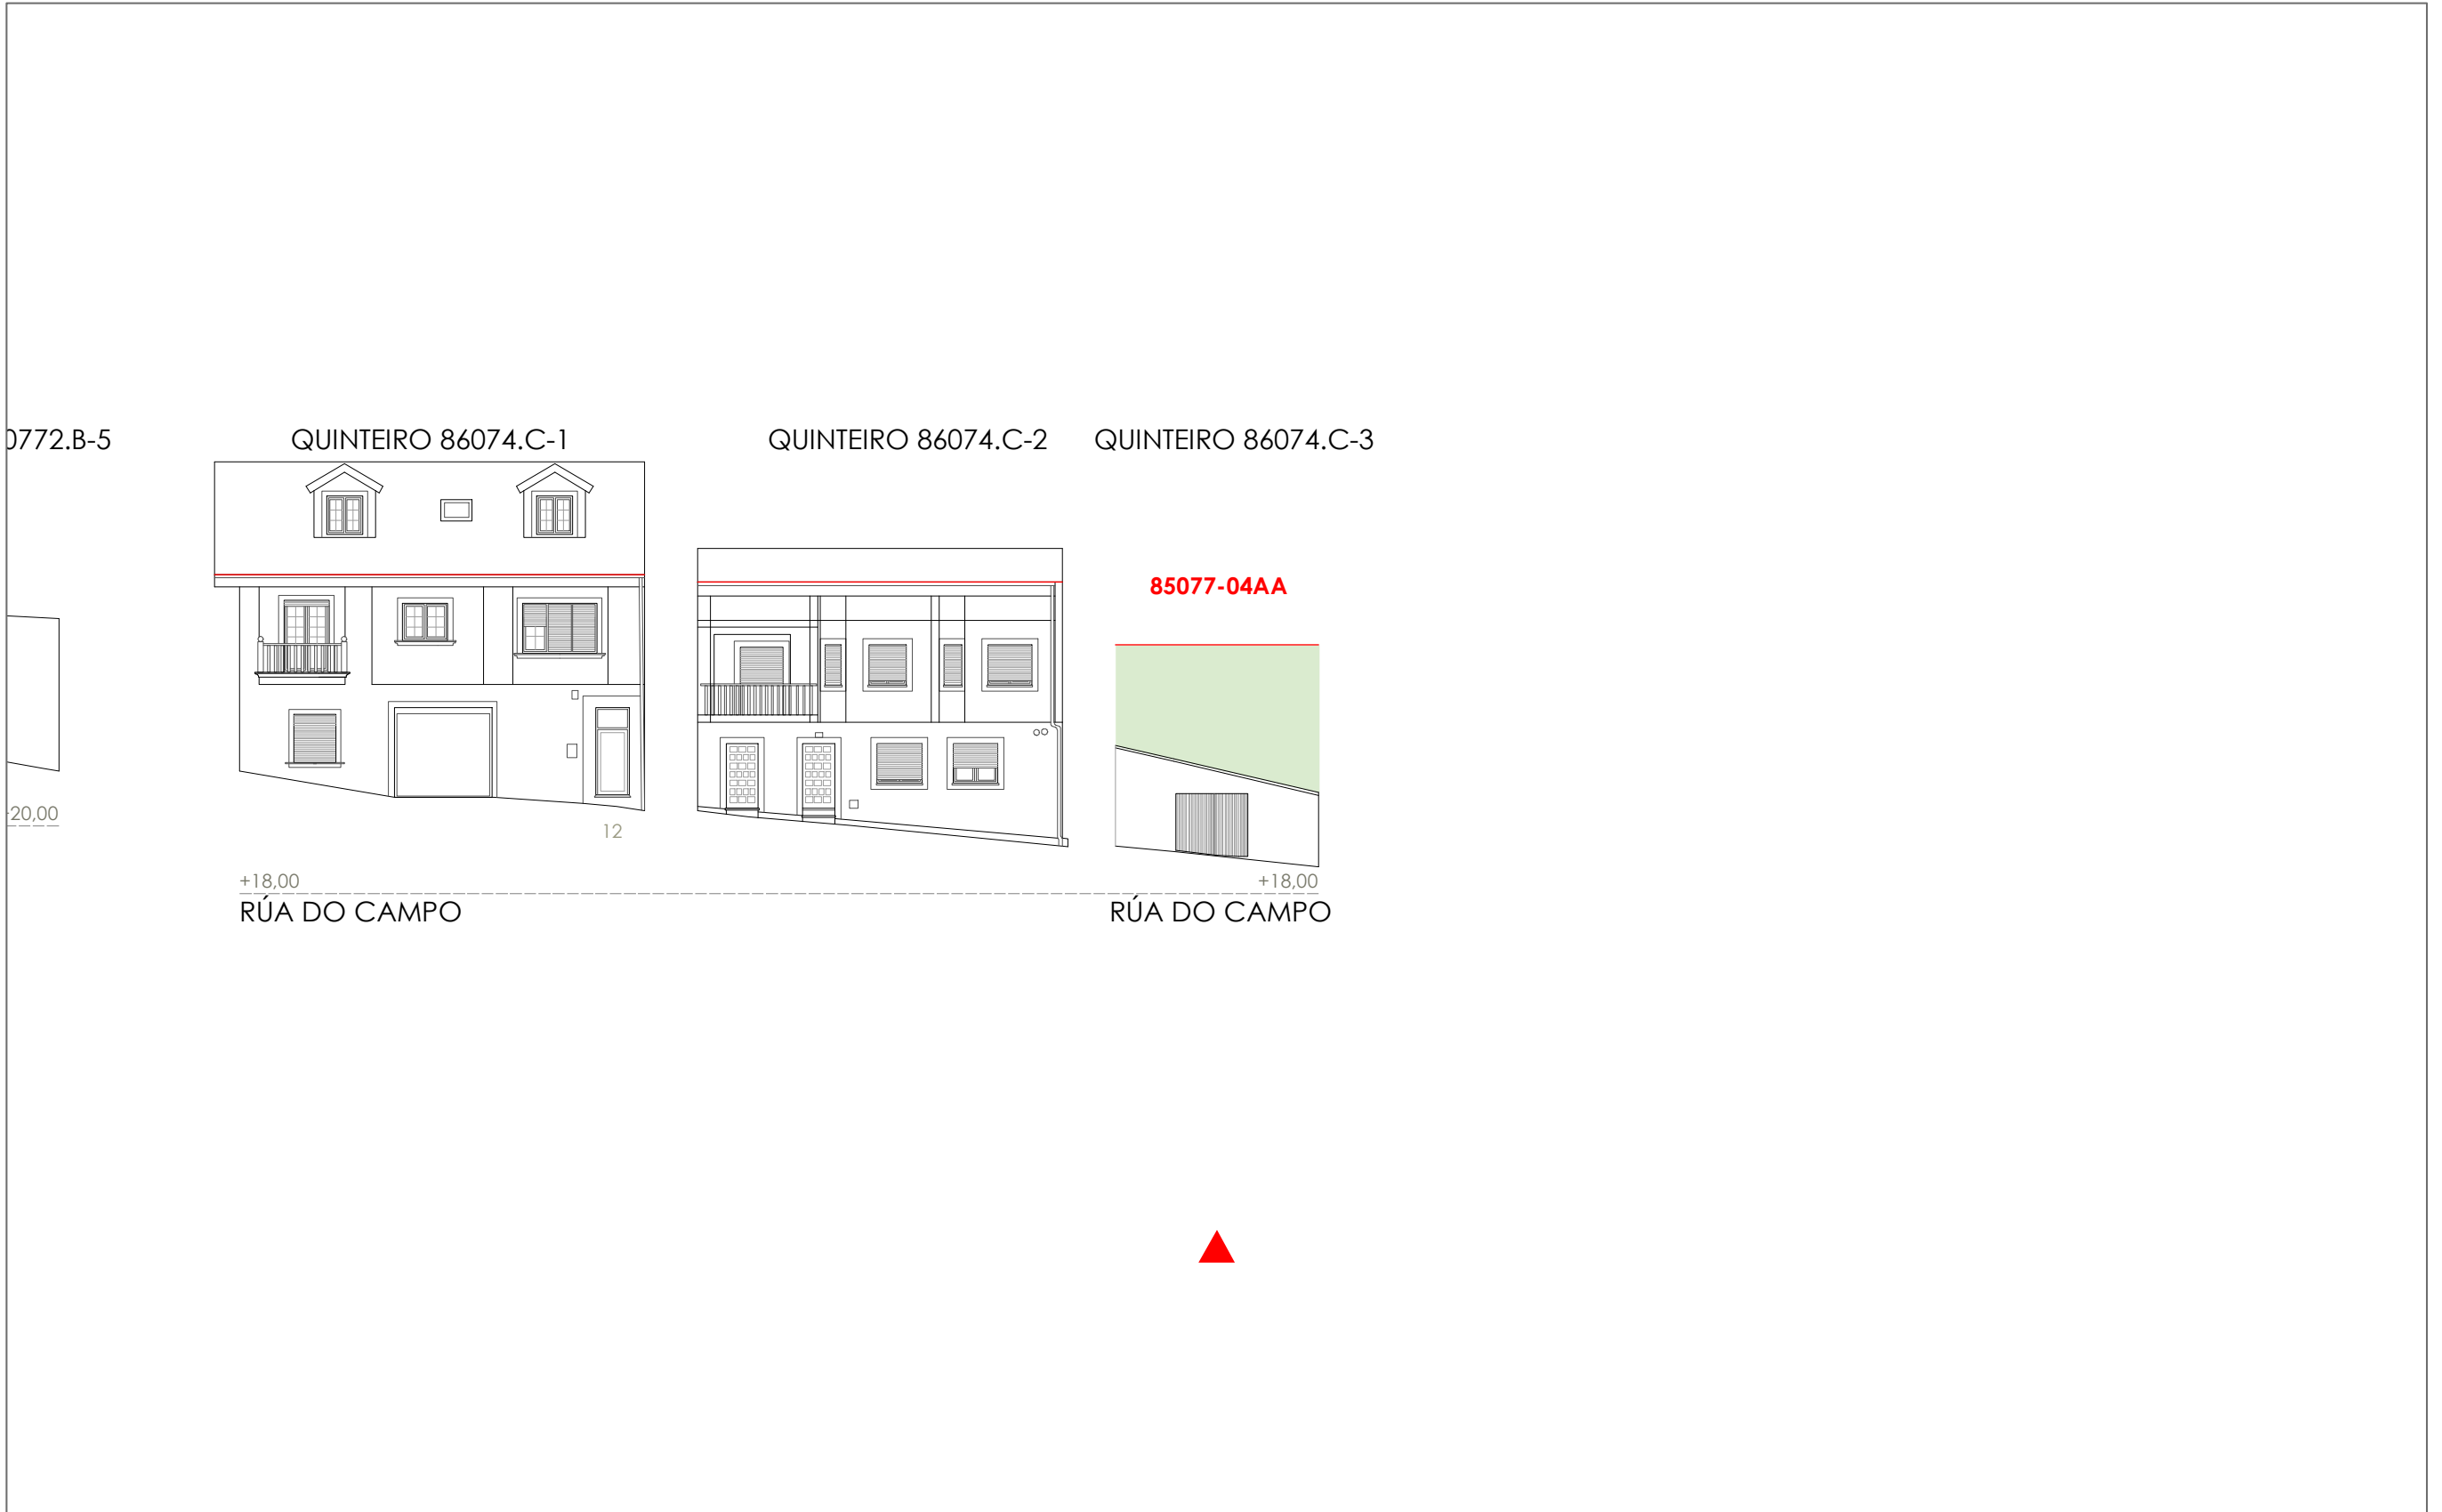 0772.B-5
QUINTEIRO 86074.C-1
QUINTEIRO 86074.C-2
QUINTEIRO 86074.C-3
85077-04AA
20,00
12
+18,00
+18,00
RÚA DO CAMPO
RÚA DO CAMPO